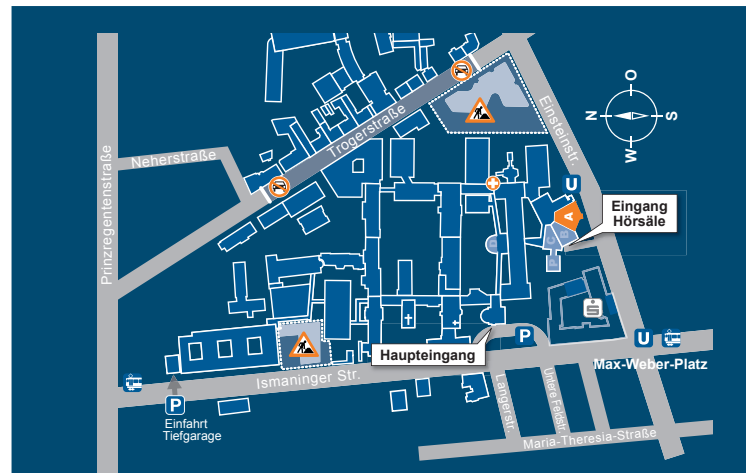 O
N
S
W
Einsteinstr.
Trogerstraße
Neherstraße
Prinzregentenstraße
U
Eingang
Hörsäle
A
B
C
P
D
S
Haupteingang
P
U
Max-Weber-Platz
Ismaninger Str.
P
Einfahrt
Tiefgarage
Langerstr.
Untere Feldstr.
Maria-Theresia-Straße